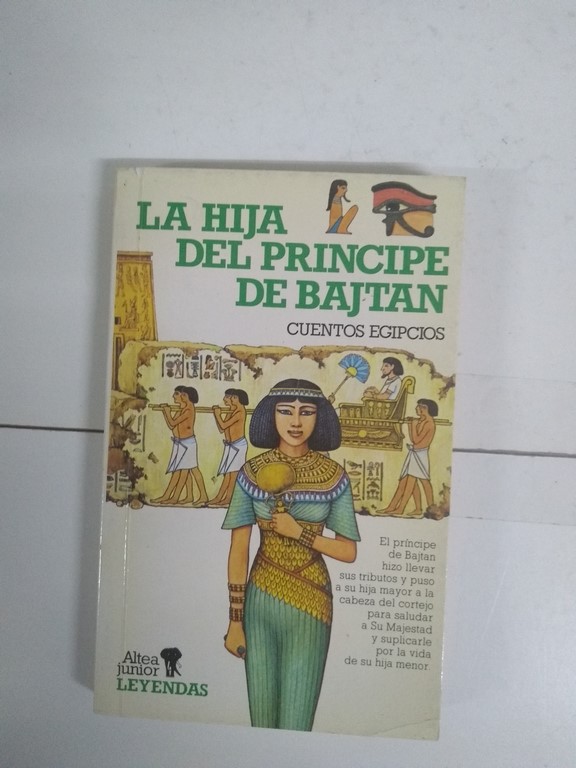 LA HIJA
DEL PRINCIPE
DE BAJTAN
CUENTOS EGIPCIOS
El príncipe
de Bajtan
hizo llevar
sus tributos y puso
a su hija mayor a la
cabeza del cortejo
para saludar
a Su Majestad
y suplicarle
por la vida
de su hija menor.
Altea
junior
LEYENDAS